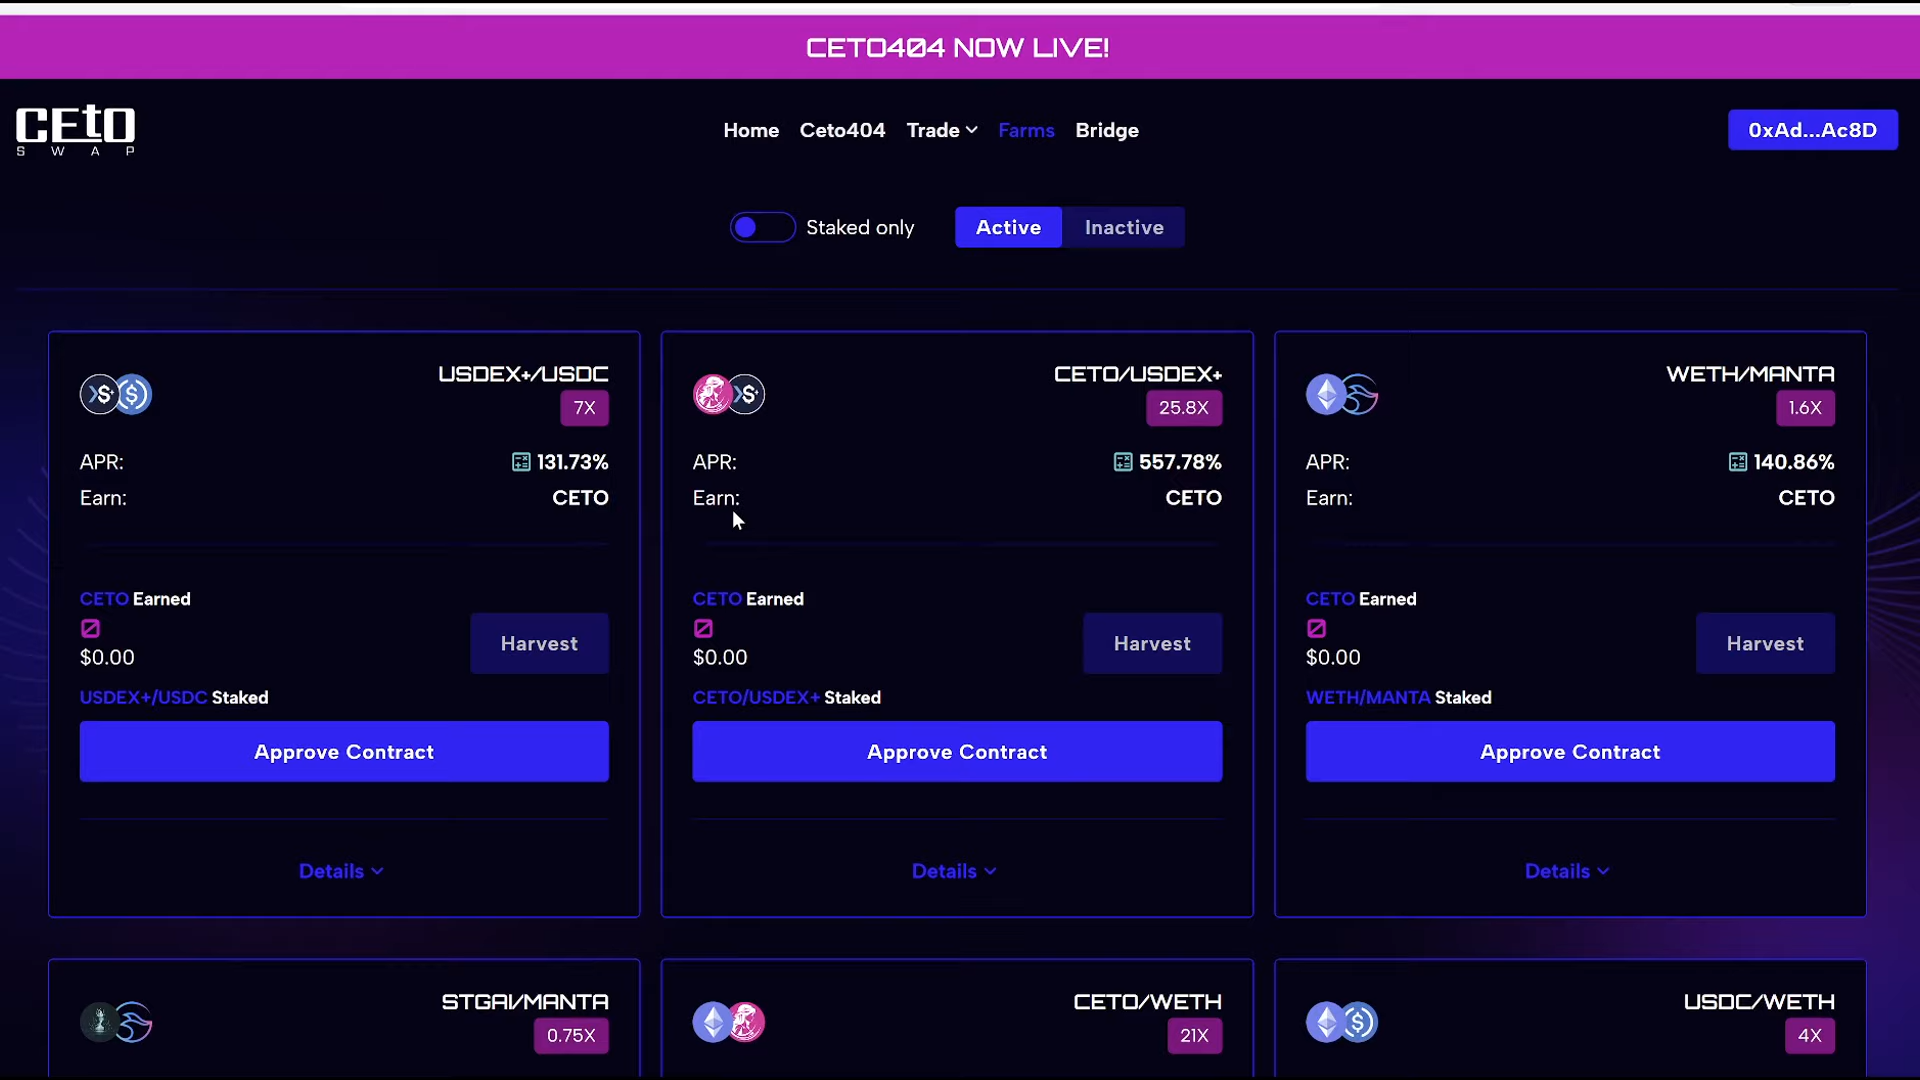 CETO404 NOW LIVE!
CEtO
SWAP
Home Ceto404 Trade Farms Bridge
0xAd...Ac8D
Staked only
Active Inactive
USDEX+/USDC
7X
APR: 131.73%
Earn: CETO
CETO Earned
0
$0.00
Harvest
USDEX+/USDC Staked
Approve Contract
Details
CETO/USDEX+
25.8X
APR: 557.78%
Earn: CETO
CETO Earned
0
$0.00
Harvest
CETO/USDEX+ Staked
Approve Contract
Details
WETH/MANTA
1.6X
APR: 140.86%
Earn: CETO
CETO Earned
0
$0.00
Harvest
WETH/MANTA Staked
Approve Contract
Details
STGAI/MANTA
0.75X
CETO/WETH
21X
USDC/WETH
4X